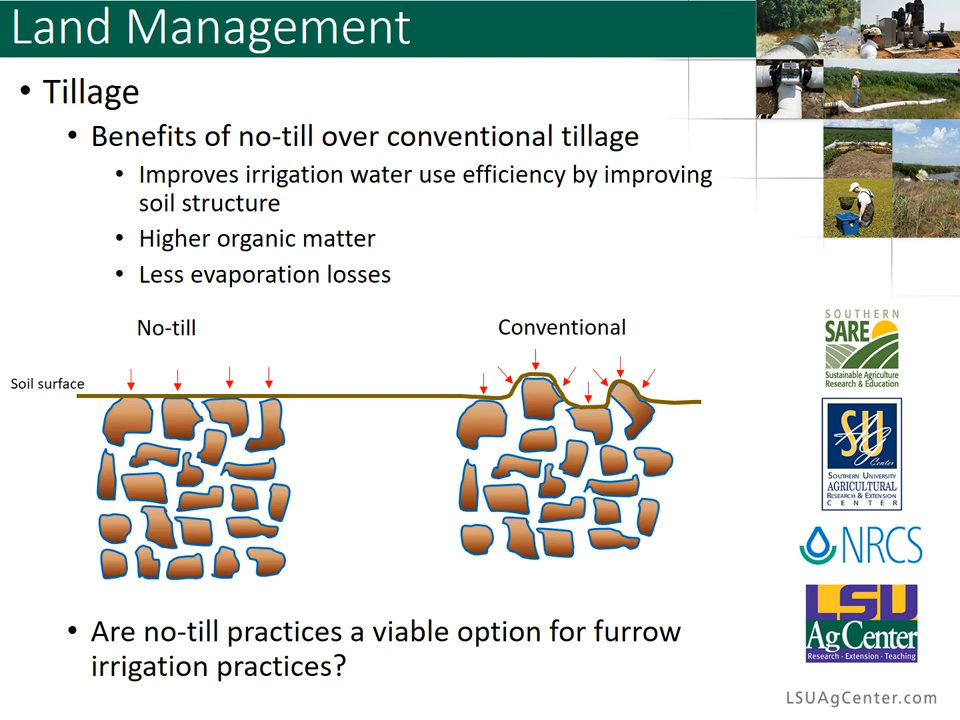 Land Management
• Tillage
• Benefits of no-till over conventional tillage
• Improves irrigation water use efficiency by improving
soil structure
• Higher organic matter
• Less evaporation losses
No-till
Conventional
Soil surface
• Are no-till practices a viable option for furrow
irrigation practices?
SOUTHERN
SARE
Sustainable Agriculture
Research & Education
SU
Ag
Center
SOUTHERN UNIVERSITY
AGRICULTURAL
RESEARCH & EXTENSION
CENTER
NRCS
LSU
AgCenter
Research · Extension · Teaching
LSUAgCenter.com